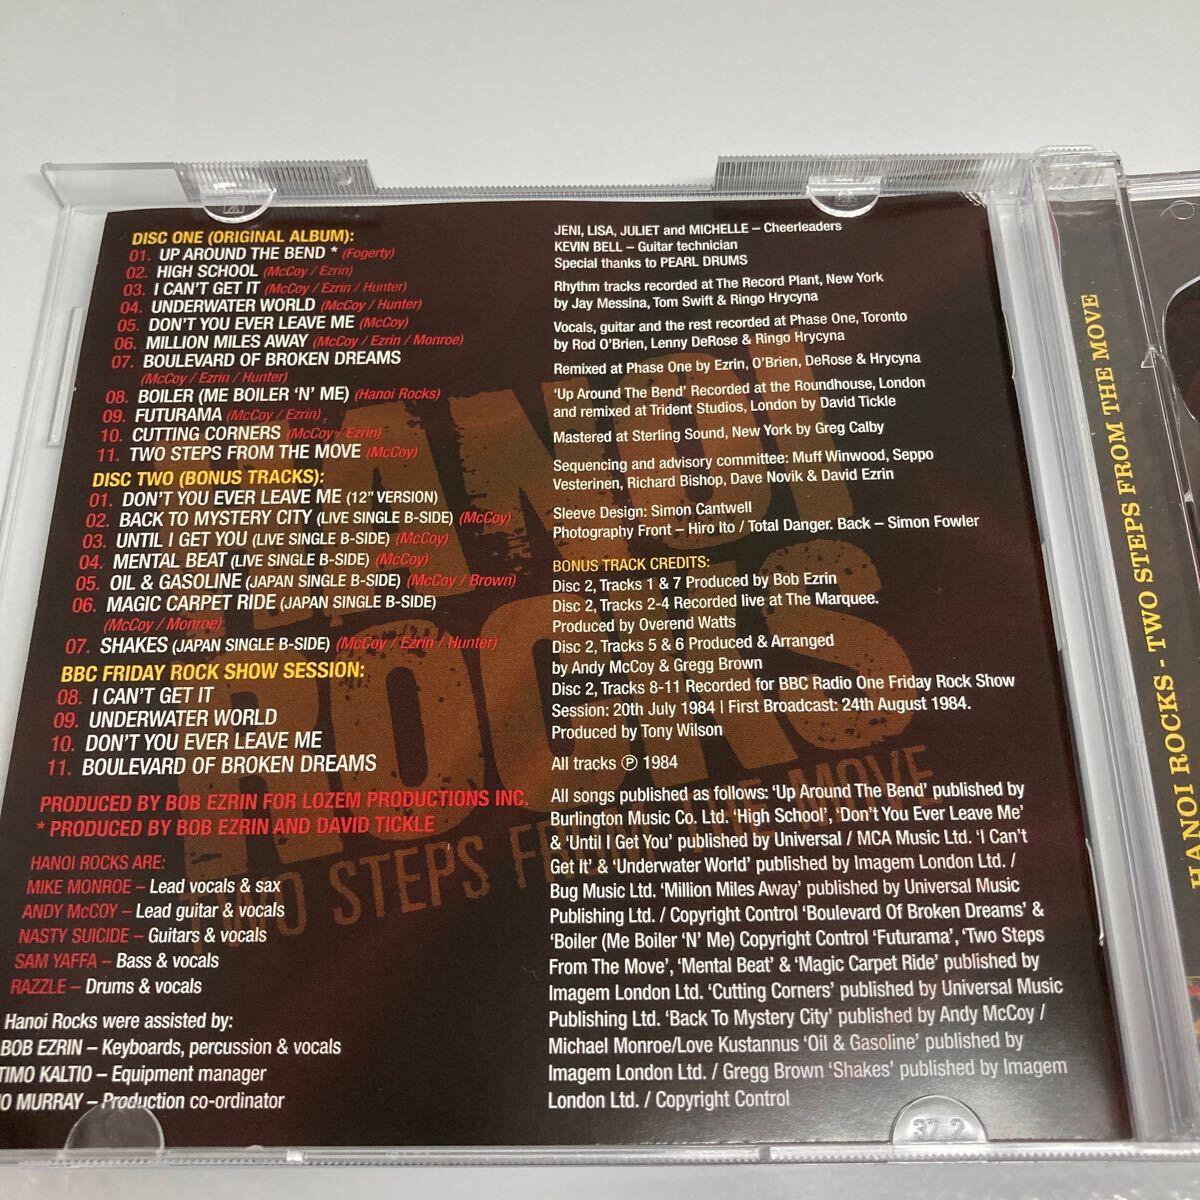 DISC ONE (ORIGINAL ALBUM):
01. UP AROUND THE BEND * (Fogerty)
02. HIGH SCHOOL (McCoy / Ezrin)
03. I CAN'T GET IT (McCoy / Ezrin / Hunter)
04. UNDERWATER WORLD (McCoy / Hunter)
05. DON'T YOU EVER LEAVE ME (McCoy)
06. MILLION MILES AWAY (McCoy / Ezrin / Monroe)
07. BOULEVARD OF BROKEN DREAMS
(McCoy / Ezrin / Hunter)
08. BOILER (ME BOILER 'N' ME) (Hanoi Rocks)
09. FUTURAMA (McCoy / Ezrin)
10. CUTTING CORNERS (McCoy / Ezrin)
11. TWO STEPS FROM THE MOVE (McCoy)
DISC TWO (BONUS TRACKS):
01. DON'T YOU EVER LEAVE ME (12" VERSION)
02. BACK TO MYSTERY CITY (LIVE SINGLE B-SIDE) (McCoy)
03. UNTIL I GET YOU (LIVE SINGLE B-SIDE) (McCoy)
04. MENTAL BEAT (LIVE SINGLE B-SIDE) (McCoy)
05. OIL & GASOLINE (JAPAN SINGLE B-SIDE) (McCoy / Brown)
06. MAGIC CARPET RIDE (JAPAN SINGLE B-SIDE)
(McCoy / Monroe)
07. SHAKES (JAPAN SINGLE B-SIDE) (McCoy / Ezrin / Hunter)
BBC FRIDAY ROCK SHOW SESSION:
08. I CAN'T GET IT
09. UNDERWATER WORLD
10. DON'T YOU EVER LEAVE ME
11. BOULEVARD OF BROKEN DREAMS
PRODUCED BY BOB EZRIN FOR LOZEM PRODUCTIONS INC.
* PRODUCED BY BOB EZRIN AND DAVID TICKLE
HANOI ROCKS ARE:
MIKE MONROE – Lead vocals & sax
ANDY McCOY – Lead guitar & vocals
NASTY SUICIDE – Guitars & vocals
SAM YAFFA – Bass & vocals
RAZZLE – Drums & vocals
Hanoi Rocks were assisted by:
BOB EZRIN – Keyboards, percussion & vocals
TIMO KALTIO – Equipment manager
O MURRAY – Production co-ordinator
JENI, LISA, JULIET and MICHELLE – Cheerleaders
KEVIN BELL – Guitar technician
Special thanks to PEARL DRUMS
Rhythm tracks recorded at The Record Plant, New York
by Jay Messina, Tom Swift & Ringo Hrycyna
Vocals, guitar and the rest recorded at Phase One, Toronto
by Rod O'Brien, Lenny DeRose & Ringo Hrycyna
Remixed at Phase One by Ezrin, O'Brien, DeRose & Hrycyna
'Up Around The Bend' Recorded at the Roundhouse, London
and remixed at Trident Studios, London by David Tickle
Mastered at Sterling Sound, New York by Greg Calby
Sequencing and advisory committee: Muff Winwood, Seppo
Vesterinen, Richard Bishop, Dave Novik & David Ezrin
Sleeve Design: Simon Cantwell
Photography Front – Hiro Ito / Total Danger. Back – Simon Fowler
BONUS TRACK CREDITS:
Disc 2, Tracks 1 & 7 Produced by Bob Ezrin
Disc 2, Tracks 2-4 Recorded live at The Marquee.
Produced by Overend Watts
Disc 2, Tracks 5 & 6 Produced & Arranged
by Andy McCoy & Gregg Brown
Disc 2, Tracks 8-11 Recorded for BBC Radio One Friday Rock Show
Session: 20th July 1984 | First Broadcast: 24th August 1984.
Produced by Tony Wilson
All tracks ℗ 1984
All songs published as follows: 'Up Around The Bend' published by
Burlington Music Co. Ltd. 'High School', 'Don't You Ever Leave Me'
& 'Until I Get You' published by Universal / MCA Music Ltd. 'I Can't
Get It' & 'Underwater World' published by Imagem London Ltd. /
Bug Music Ltd. 'Million Miles Away' published by Universal Music
Publishing Ltd. / Copyright Control 'Boulevard Of Broken Dreams' &
'Boiler (Me Boiler 'N' Me) Copyright Control 'Futurama', 'Two Steps
From The Move', 'Mental Beat' & 'Magic Carpet Ride' published by
Imagem London Ltd. 'Cutting Corners' published by Universal Music
Publishing Ltd. 'Back To Mystery City' published by Andy McCoy /
Michael Monroe/Love Kustannus 'Oil & Gasoline' published by
Imagem London Ltd. / Gregg Brown 'Shakes' published by Imagem
London Ltd. / Copyright Control
HANOI
ROCKS
TWO STEPS FROM THE MOVE
HANOI ROCKS - TWO STEPS FROM THE MOVE
37 2